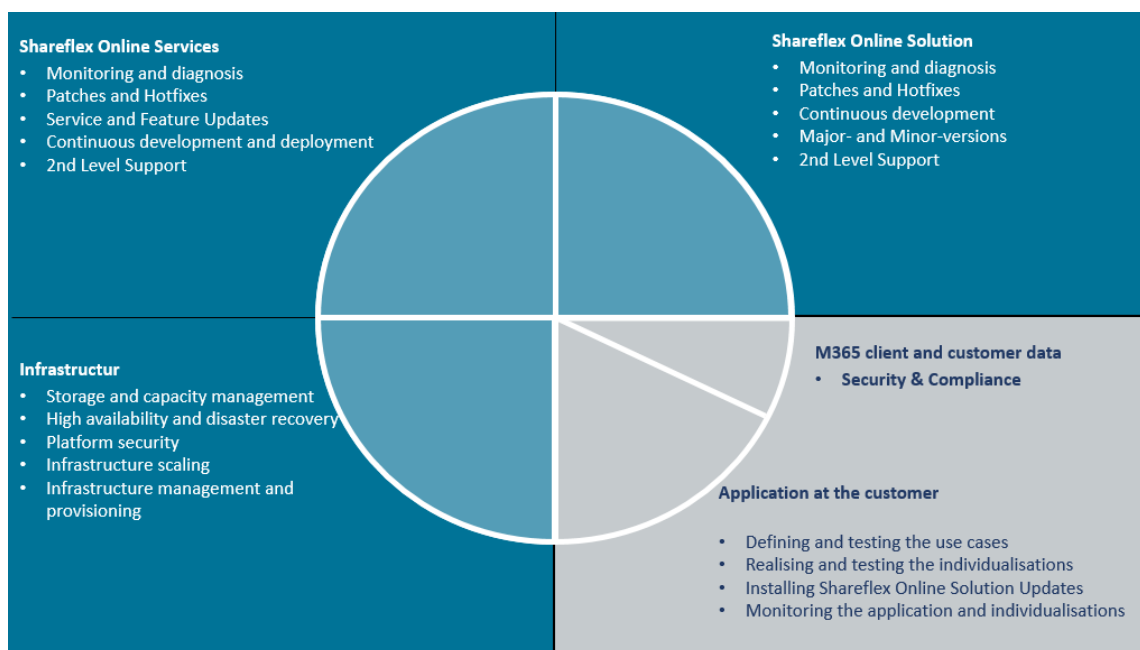 Shareflex Online Services
• Monitoring and diagnosis
• Patches and Hotfixes
• Service and Feature Updates
• Continuous development and deployment
• 2nd Level Support
Shareflex Online Solution
• Monitoring and diagnosis
• Patches and Hotfixes
• Continuous development
• Major- and Minor-versions
• 2nd Level Support
Infrastructur
• Storage and capacity management
• High availability and disaster recovery
• Platform security
• Infrastructure scaling
• Infrastructure management and
provisioning
M365 client and customer data
• Security & Compliance
Application at the customer
• Defining and testing the use cases
• Realising and testing the individualisations
• Installing Shareflex Online Solution Updates
• Monitoring the application and individualisations